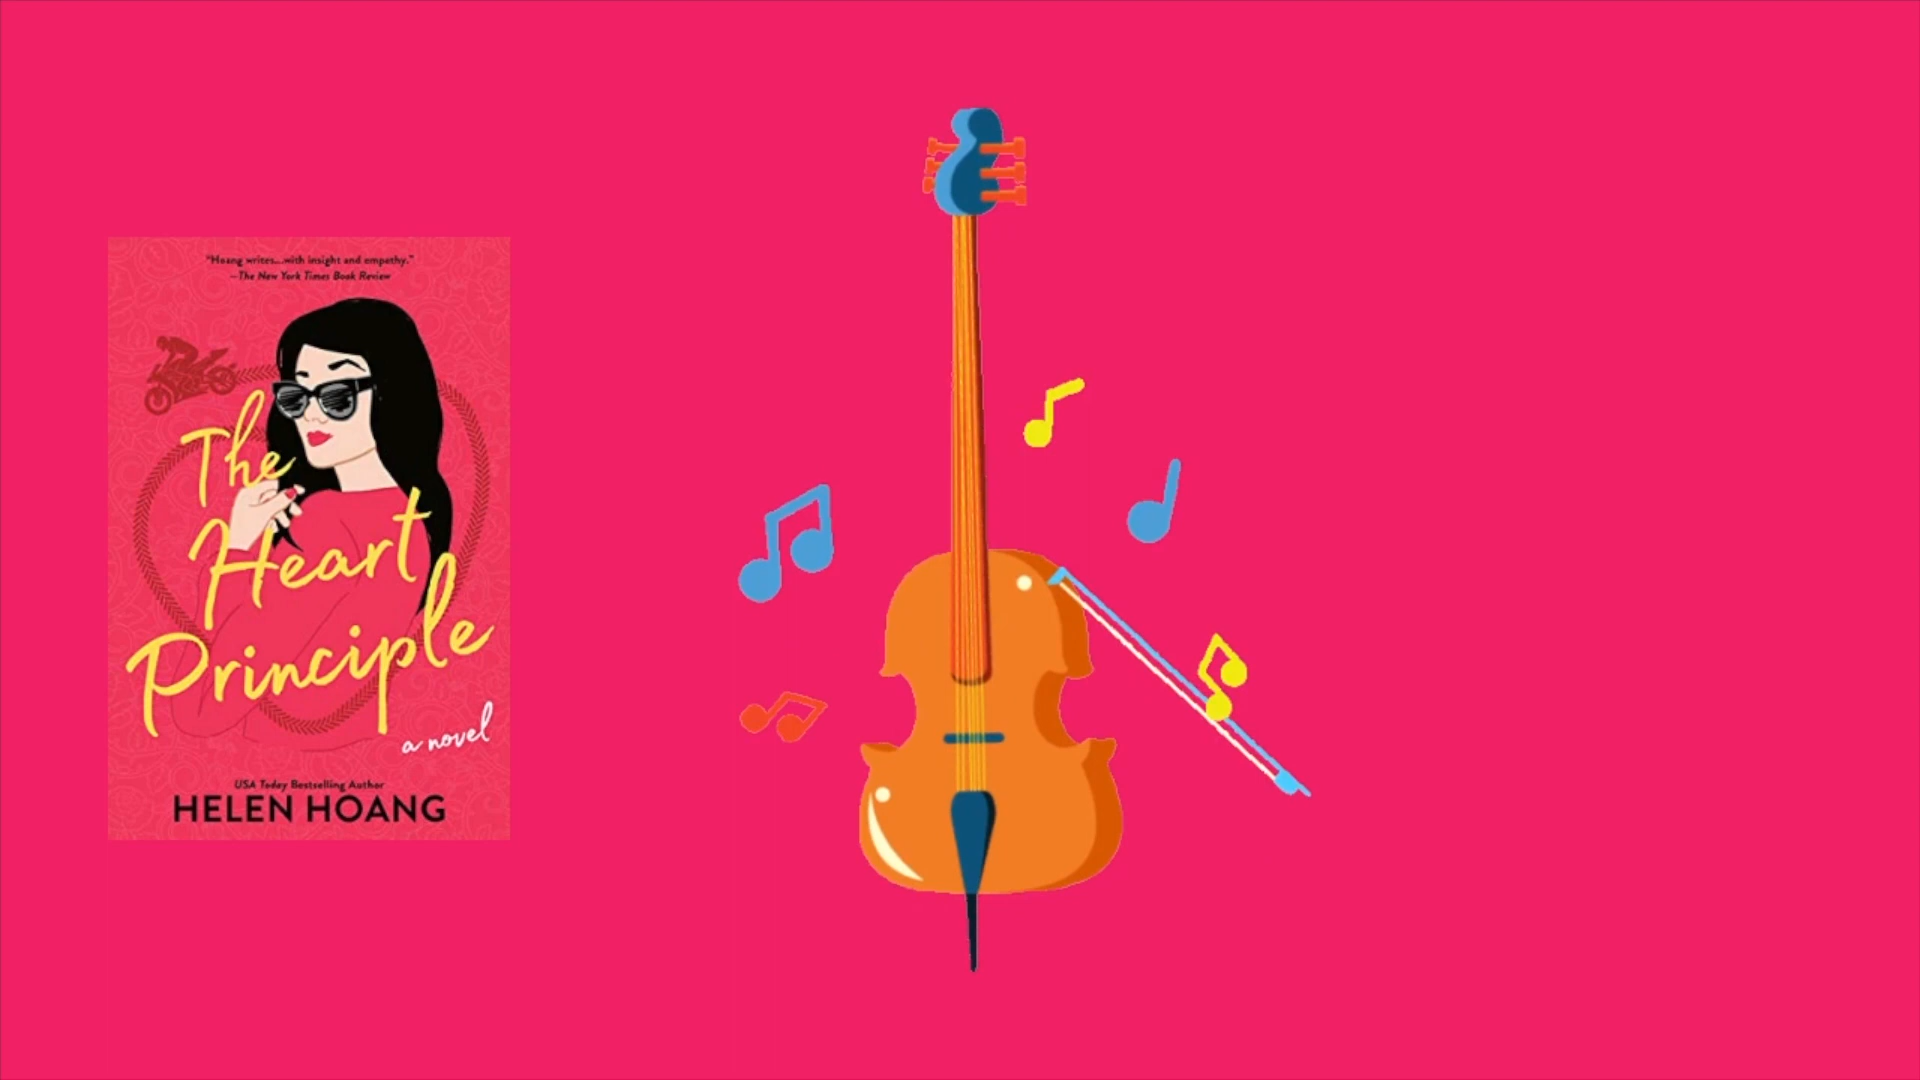 "Hoang writes...with insight and empathy."
—The New York Times Book Review
The
Heart
Principle
a novel
USA Today Bestselling Author
HELEN HOANG